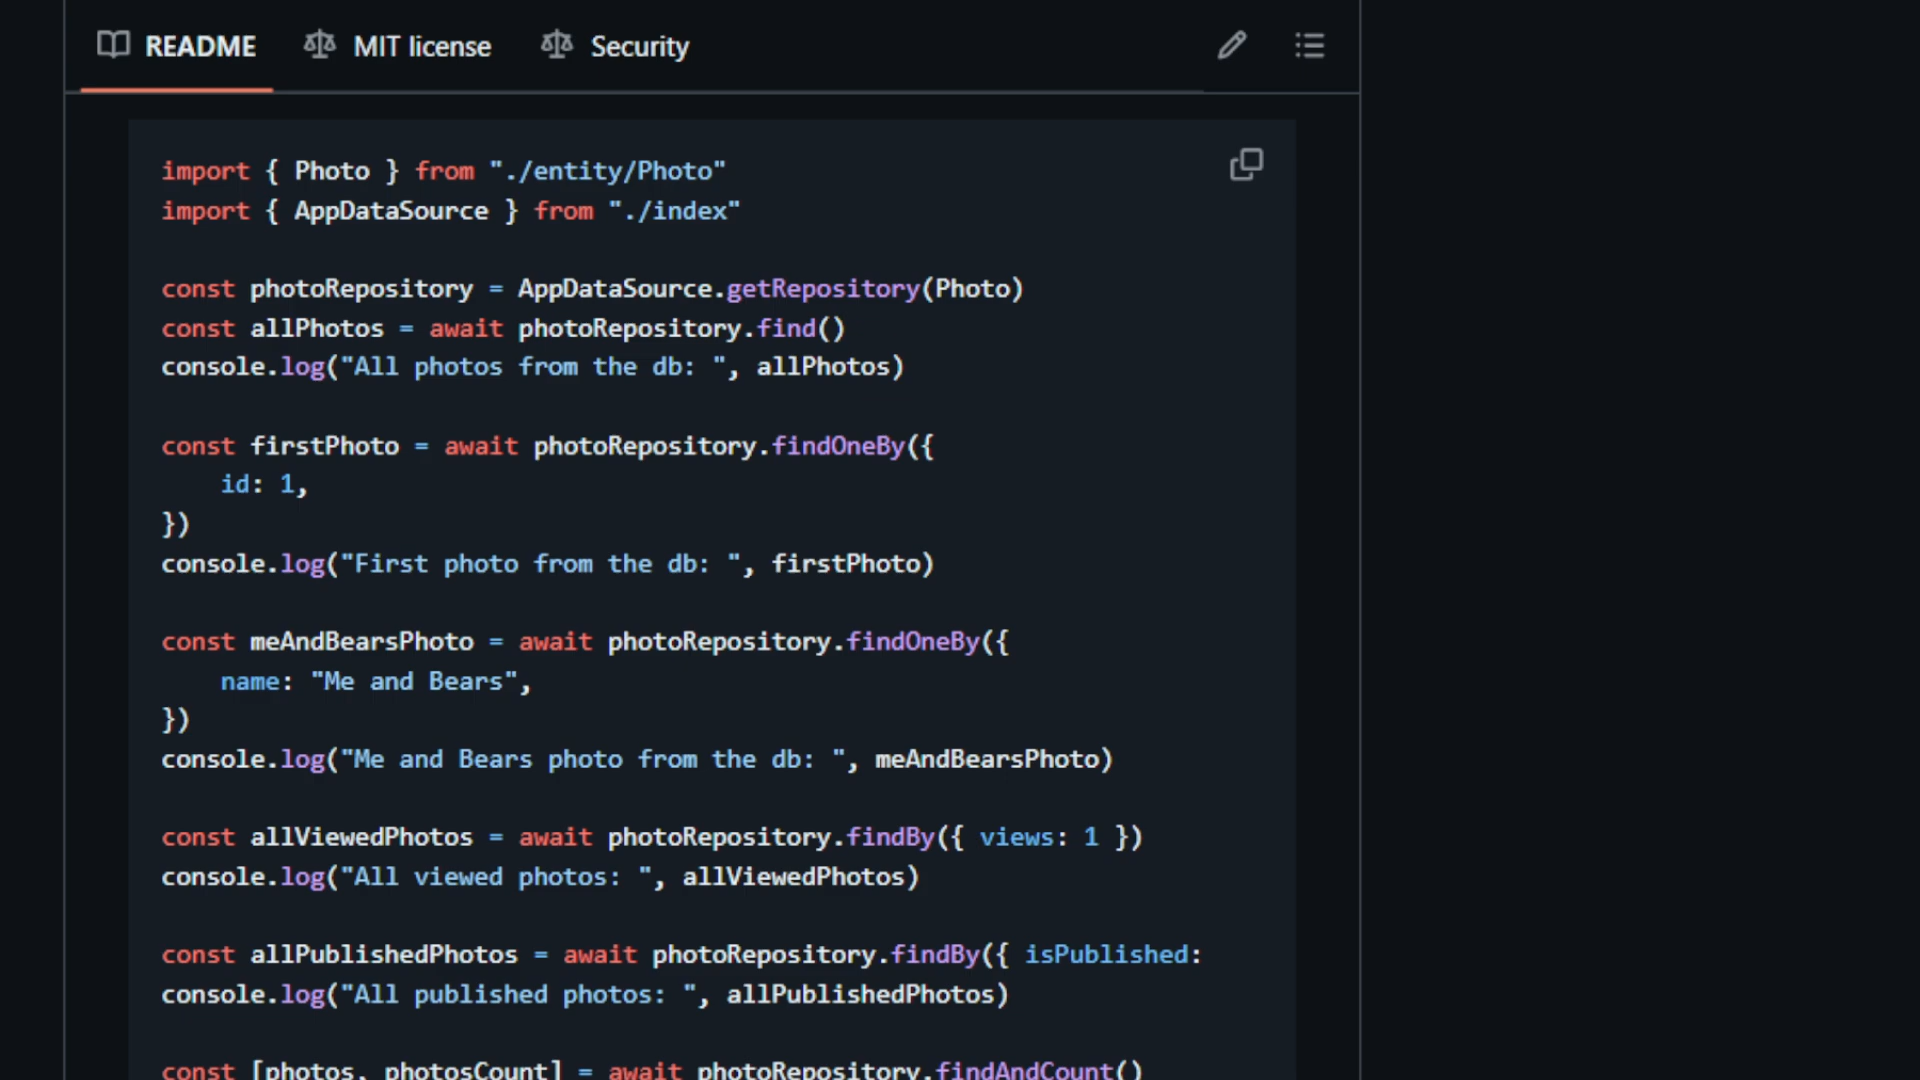 README MIT license Security
import { Photo } from "./entity/Photo"
import { AppDataSource } from "./index"
const photoRepository = AppDataSource.getRepository(Photo)
const allPhotos = await photoRepository.find()
console.log("All photos from the db: ", allPhotos)
const firstPhoto = await photoRepository.findOneBy({
    id: 1,
})
console.log("First photo from the db: ", firstPhoto)
const meAndBearsPhoto = await photoRepository.findOneBy({
    name: "Me and Bears",
})
console.log("Me and Bears photo from the db: ", meAndBearsPhoto)
const allViewedPhotos = await photoRepository.findBy({ views: 1 })
console.log("All viewed photos: ", allViewedPhotos)
const allPublishedPhotos = await photoRepository.findBy({ isPublished:
console.log("All published photos: ", allPublishedPhotos)
const [photos, photosCount] = await photoRepository.findAndCount()